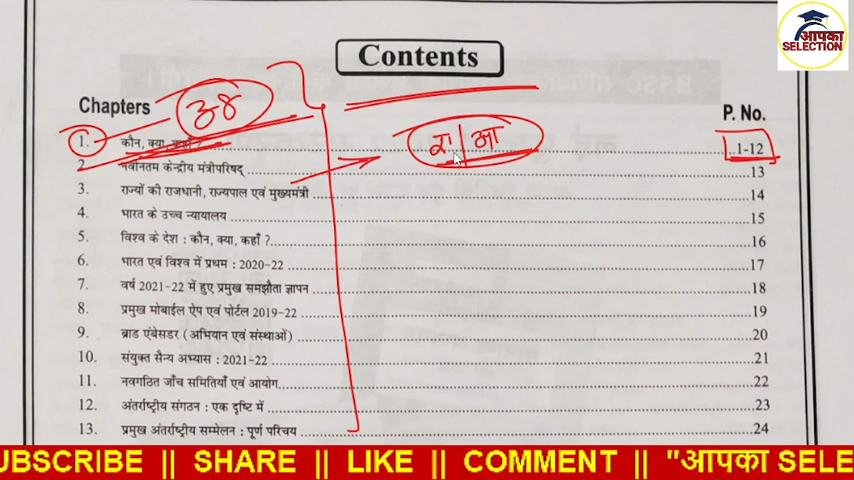 आपका
SELECTION
Contents
Chapters
P. No.
38
1. कौन, क्या, कहाँ ? 1-12
रा | आ
2. नवीनतम केन्द्रीय मंत्रीपरिषद् 13
3. राज्यों की राजधानी, राज्यपाल एवं मुख्यमंत्री 14
4. भारत के उच्च न्यायालय 15
5. विश्व के देश : कौन, क्या, कहाँ ? 16
6. भारत एवं विश्व में प्रथम : 2020-22 17
7. वर्ष 2021-22 में हुए प्रमुख समझौता ज्ञापन 18
8. प्रमुख मोबाईल ऐप एवं पोर्टल 2019-22 19
9. ब्राड एंबेसडर (अभियान एवं संस्थाओं) 20
10. संयुक्त सैन्य अभ्यास : 2021-22 21
11. नवगठित जाँच समितियाँ एवं आयोग 22
12. अंतर्राष्ट्रीय संगठन : एक दृष्टि में 23
13. प्रमुख अंतर्राष्ट्रीय सम्मेलन : पूर्ण परिचय 24
UBSCRIBE || SHARE || LIKE || COMMENT || "आपका SELE